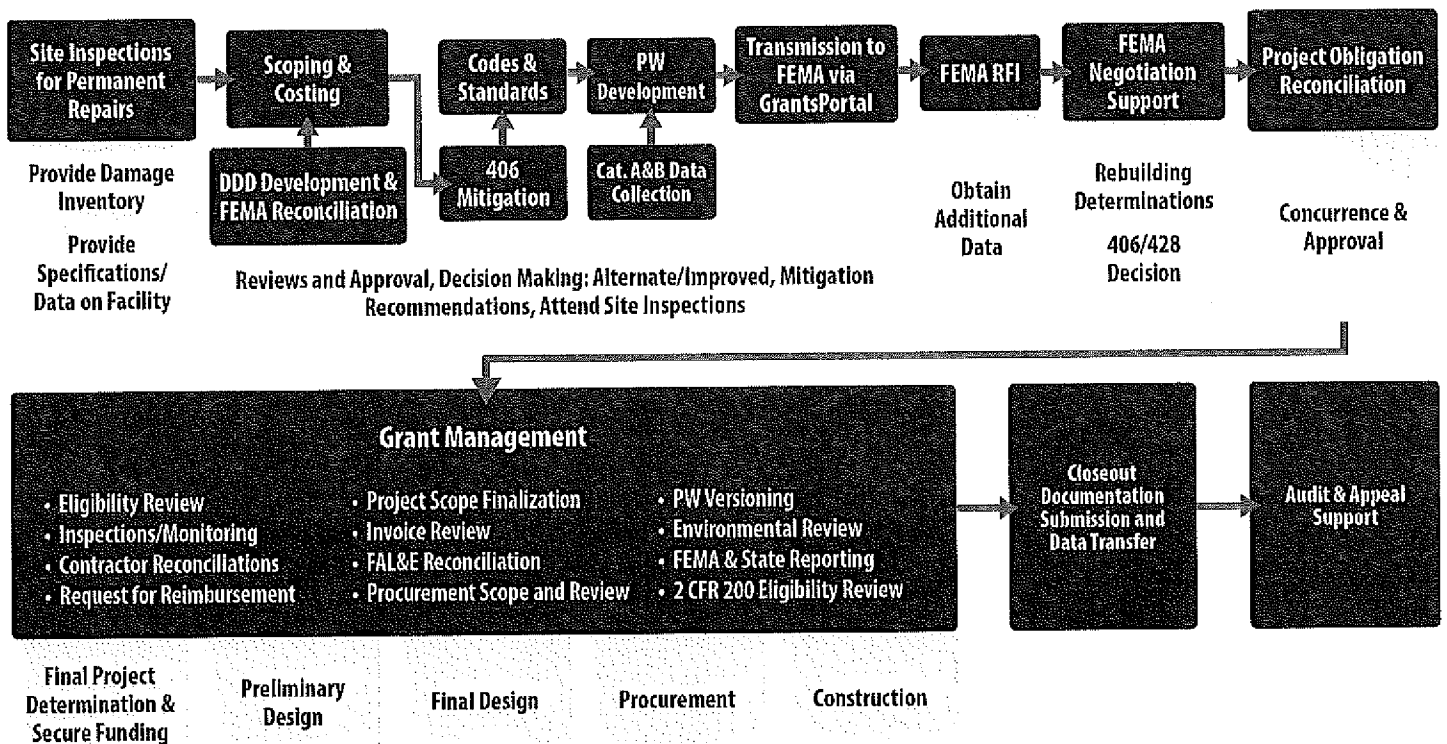 Site Inspections
for Permanent
Repairs
Scoping &
Costing
Codes &
Standards
PW
Development
Transmission to
FEMA via
GrantsPortal
FEMA RFI
FEMA
Negotiation
Support
Project Obligation
Reconciliation
DDD Development &
FEMA Reconciliation
406
Mitigation
Cat. A&B Data
Collection
Provide Damage
Inventory
Provide
Specifications/
Data on Facility
Reviews and Approval, Decision Making: Alternate/Improved, Mitigation
Recommendations, Attend Site Inspections
Obtain
Additional
Data
Rebuilding
Determinations
406/428
Decision
Concurrence &
Approval
Grant Management
• Eligibility Review
• Inspections/Monitoring
• Contractor Reconciliations
• Request for Reimbursement
• Project Scope Finalization
• Invoice Review
• FAL&E Reconciliation
• Procurement Scope and Review
• PW Versioning
• Environmental Review
• FEMA & State Reporting
• 2 CFR 200 Eligibility Review
Closeout
Documentation
Submission and
Data Transfer
Audit & Appeal
Support
Final Project
Determination &
Secure Funding
Preliminary
Design
Final Design
Procurement
Construction